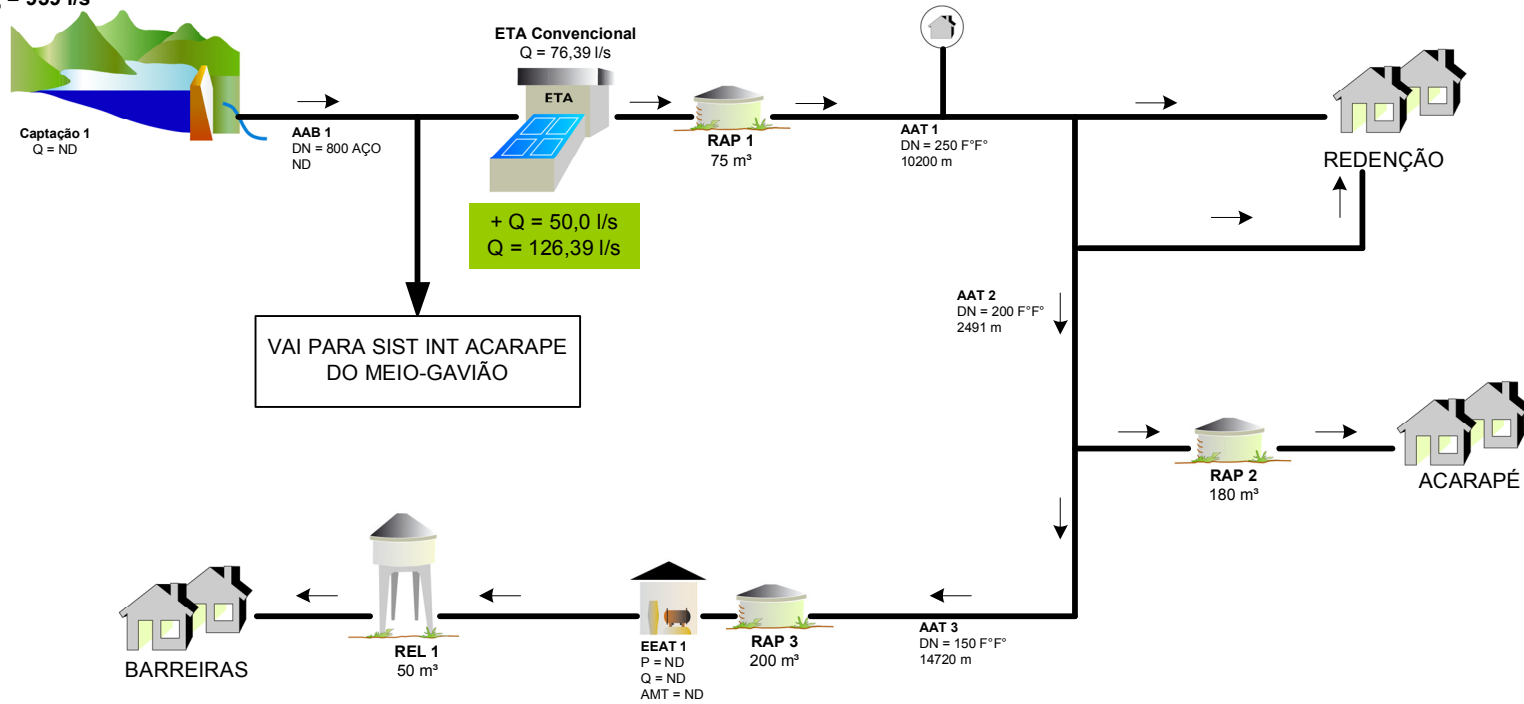 = 939 l/s
Captação 1
Q = ND
AAB 1
DN = 800 AÇO
ND
ETA Convencional
Q = 76,39 l/s
ETA
+ Q = 50,0 l/s
Q = 126,39 l/s
RAP 1
75 m³
AAT 1
DN = 250 F°F°
10200 m
REDENÇÃO
VAI PARA SIST INT ACARAPE
DO MEIO-GAVIÃO
AAT 2
DN = 200 F°F°
2491 m
RAP 2
180 m³
ACARAPÉ
BARREIRAS
REL 1
50 m³
EEAT 1
P = ND
Q = ND
AMT = ND
RAP 3
200 m³
AAT 3
DN = 150 F°F°
14720 m